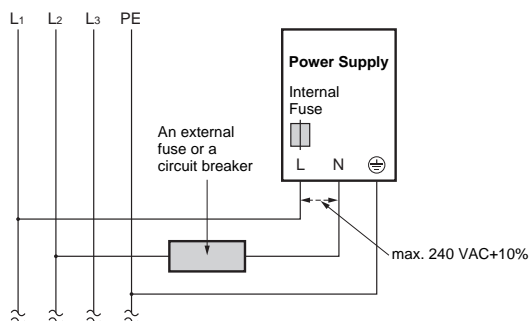 L1 L2 L3 PE
Power Supply
Internal
Fuse
An external
fuse or a
circuit breaker
L N
max. 240 VAC+10%